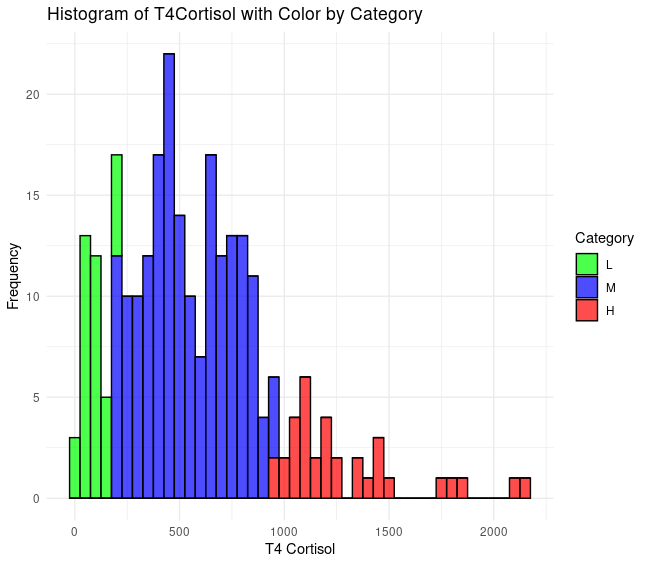 Histogram of T4Cortisol with Color by Category
20
15
10
5
0
Frequency
0 500 1000 1500 2000
T4 Cortisol
Category
L
M
H